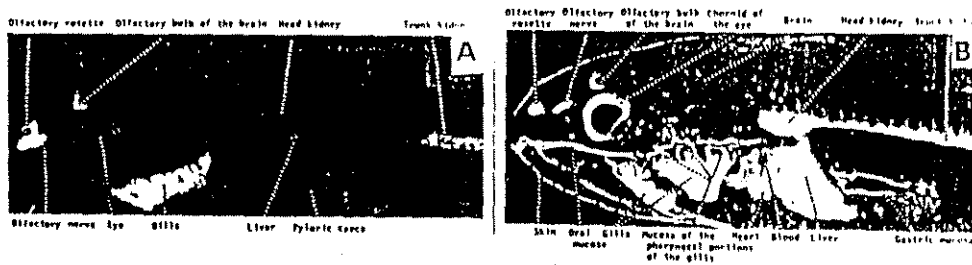 Olfactory rosette Olfactory bulb of the brain Head kidney Trunk
A
Olfactory nerve Eye Gills Liver Pyloric caeca
Olfactory Olfactory Olfactory bulb Choroid of Brain Head kidney Trunk
rosette nerve of the brain the eye
B
Skin Oral Gills Mucosa of the Heart Blood Liver Gastric mucosa
mucosa pharyngeal portions
of the gills